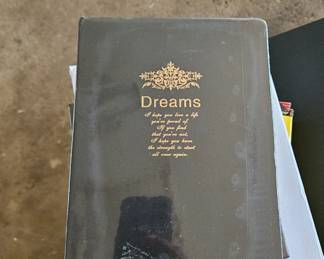 Dreams
I hope you live a life
you're proud of.
If you find
that you're not,
I hope you have
the strength to start
all over again.